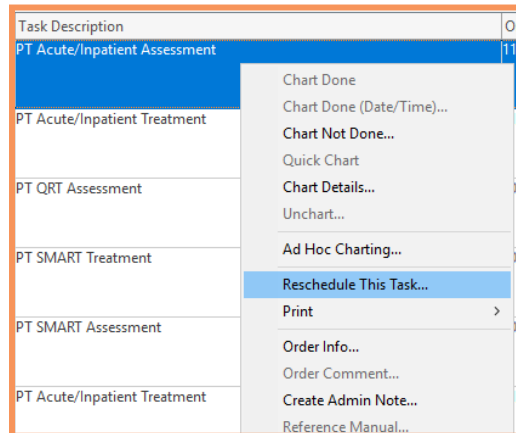 Task Description O
PT Acute/Inpatient Assessment 11
Chart Done
Chart Done (Date/Time)...
PT Acute/Inpatient Treatment
Chart Not Done...
Quick Chart
PT QRT Assessment
Chart Details...
Unchart...
PT SMART Treatment
Ad Hoc Charting...
Reschedule This Task...
Print >
PT SMART Assessment
Order Info...
Order Comment...
PT Acute/Inpatient Treatment
Create Admin Note...
Reference Manual...